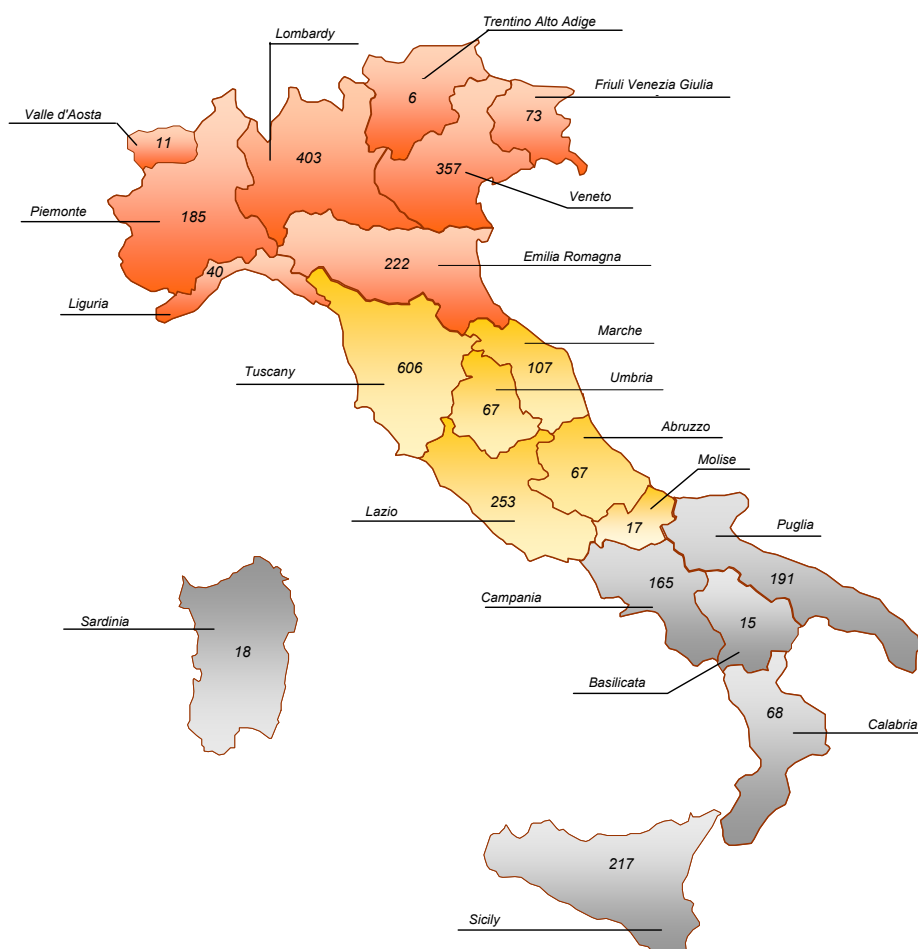 Trentino Alto Adige
Lombardy
Friuli Venezia Giulia
6
Valle d'Aosta
73
11
403
357
Veneto
Piemonte
185
Emilia Romagna
222
40
Liguria
Marche
606
107
Tuscany
Umbria
67
Abruzzo
Molise
67
253
Lazio
17
Puglia
165
191
Campania
Sardinia
15
18
Basilicata
68
Calabria
217
Sicily